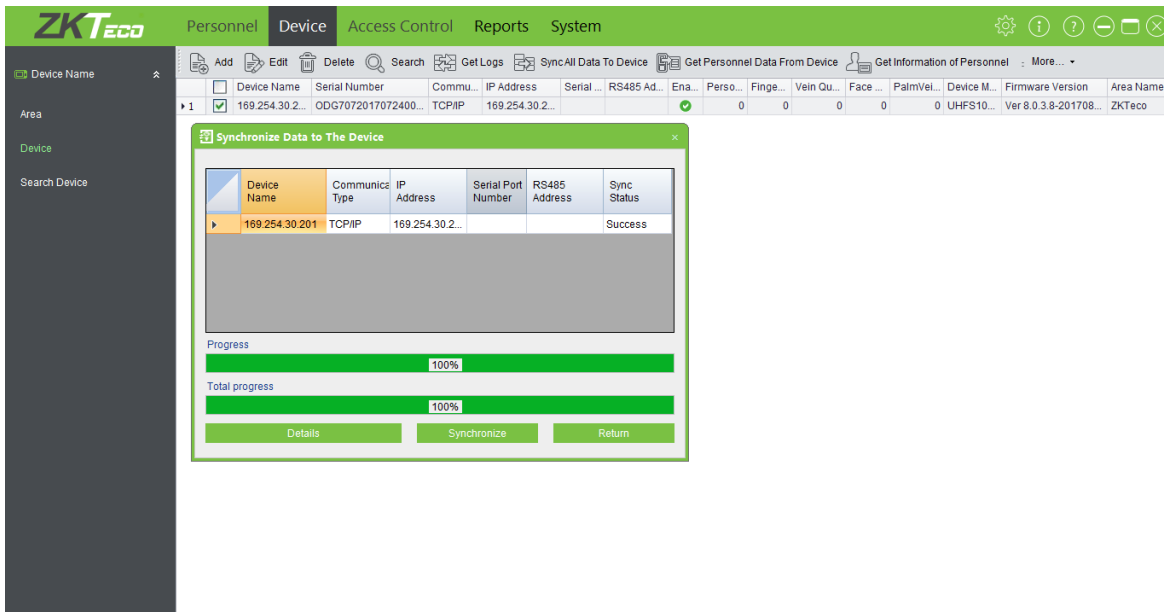 ZKTeco Personnel Device Access Control Reports System
Device Name
Area
Device
Search Device
Add Edit Delete Search Get Logs Sync All Data To Device Get Personnel Data From Device Get Information of Personnel : More...
Device Name Serial Number Commu... IP Address Serial ... RS485 Ad... Ena... Perso... Finge... Vein Qu... Face ... PalmVei... Device M... Firmware Version Area Name
1 169.254.30.2... ODG7072017072400... TCP/IP 169.254.30.2... 0 0 0 0 0 UHFS10... Ver 8.0.3.8-201708... ZKTeco
Synchronize Data to The Device
Device Communica IP Serial Port RS485 Sync
Name Type Address Number Address Status
169.254.30.201 TCP/IP 169.254.30.2... Success
Progress
100%
Total progress
100%
Details Synchronize Return